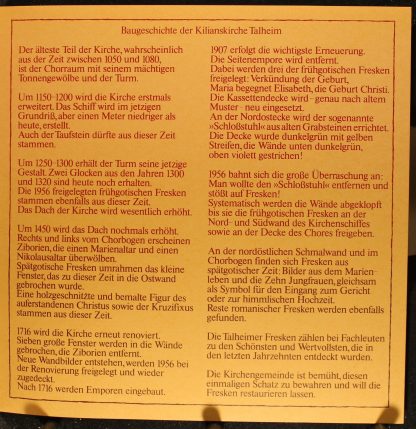 Baugeschichte der Kilianskirche Talheim
Der älteste Teil der Kirche, wahrscheinlich
aus der Zeit zwischen 1050 und 1080,
ist der Chorraum mit seinem mächtigen
Tonnengewölbe und der Turm.
Um 1150-1200 wird die Kirche erstmals
erweitert. Das Schiff wird im jetzigen
Grundriß, aber einen Meter niedriger als
heute, erstellt.
Auch der Taufstein dürfte aus dieser Zeit
stammen.
Um 1250-1300 erhält der Turm seine jetzige
Gestalt. Zwei Glocken aus den Jahren 1300
und 1320 sind heute noch erhalten.
Die 1956 freigelegten frühgotischen Fresken
stammen ebenfalls aus dieser Zeit.
Das Dach der Kirche wird wesentlich erhöht.
Um 1450 wird das Dach nochmals erhöht.
Rechts und links vom Chorbogen erscheinen
Ziborien, die einen Marienaltar und einen
Nikolausaltar überwölben.
Spätgotische Fresken umrahmen das kleine
Fenster, das zu dieser Zeit in die Ostwand
gebrochen wurde.
Eine holzgeschnitzte und bemalte Figur des
auferstandenen Christus sowie der Kruzifixus
stammen aus dieser Zeit.
1716 wird die Kirche erneut renoviert.
Sieben große Fenster werden in die Wände
gebrochen, die Ziborien entfernt.
Neue Wandbilder entstehen, werden 1956 bei
der Renovierung freigelegt und wieder
zugedeckt.
Nach 1716 werden Emporen eingebaut.
1907 erfolgt die wichtigste Erneuerung.
Die Seitenempore wird entfernt.
Dabei werden drei der frühgotischen Fresken
freigelegt: Verkündung der Geburt,
Maria begegnet Elisabeth, die Geburt Christi.
Die Kassettendecke wird - genau nach altem
Muster - neu eingesetzt.
An der Nordostecke wird der sogenannte
»Schloßstuhl« aus alten Grabsteinen errichtet.
Die Decke wurde dunkelgrün mit gelben
Streifen, die Wände unten dunkelgrün,
oben violett gestrichen!
1956 bahnt sich die große Überraschung an:
Man wollte den »Schloßstuhl« entfernen und
stößt auf Fresken!
Systematisch werden die Wände abgeklopft
bis sie die frühgotischen Fresken an der
Nord- und Südwand des Kirchenschiffes
sowie an der Decke des Chores freigeben.
An der nordöstlichen Schmalwand und im
Chorbogen finden sich Fresken aus
spätgotischer Zeit: Bilder aus dem Marien-
leben und die Zehn Jungfrauen, gleichsam
als Symbol für den Eingang zum Gericht
oder zur himmlischen Hochzeit.
Reste romanischer Fresken werden ebenfalls
gefunden.
Die Talheimer Fresken zählen bei Fachleuten
zu den Schönsten und Wertvollsten, die in
den letzten Jahrzehnten entdeckt wurden.
Die Kirchengemeinde ist bemüht, diesen
einmaligen Schatz zu bewahren und will die
Fresken restaurieren lassen.